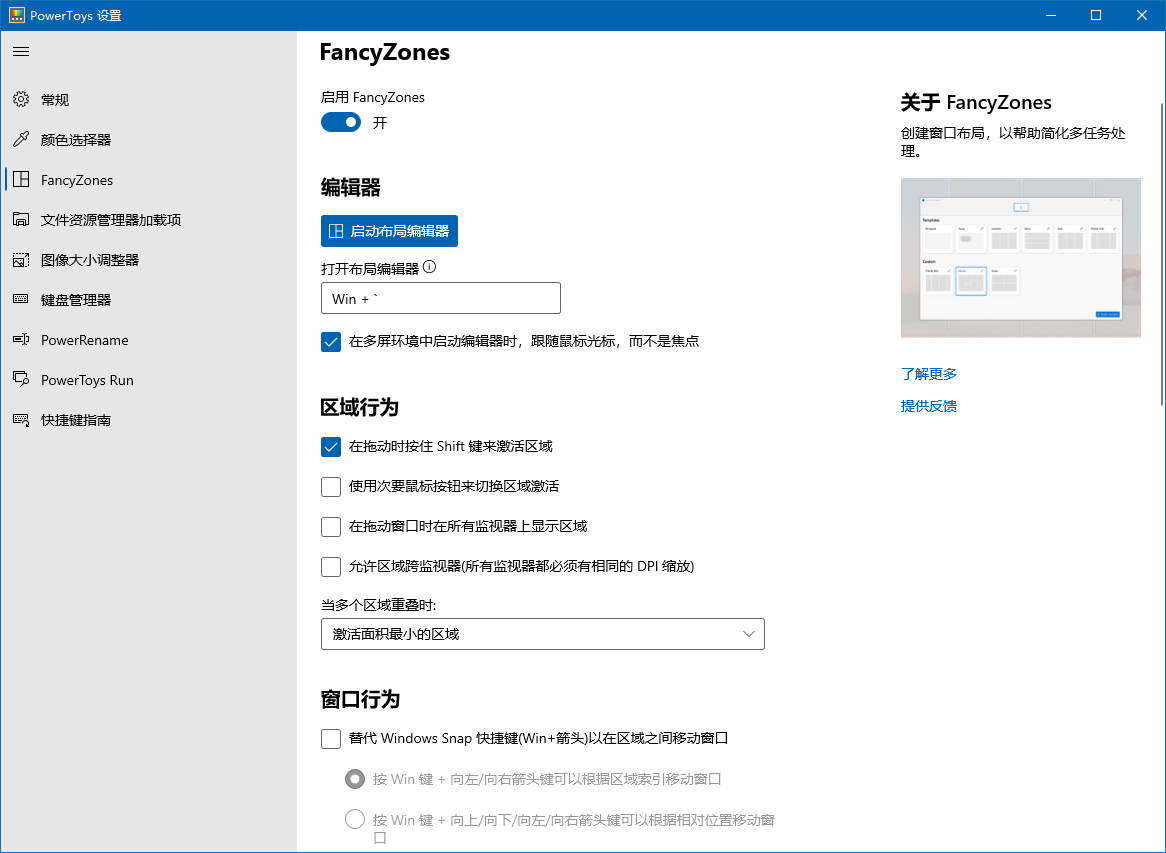 PowerToys 设置
常规
颜色选择器
FancyZones
文件资源管理器加载项
图像大小调整器
键盘管理器
PowerRename
PowerToys Run
快捷键指南
FancyZones
启用 FancyZones
开
编辑器
启动布局编辑器
打开布局编辑器
Win + `
在多屏环境中启动编辑器时，跟随鼠标光标，而不是焦点
区域行为
在拖动时按住 Shift 键来激活区域
使用次要鼠标按钮来切换区域激活
在拖动窗口时在所有监视器上显示区域
允许区域跨监视器(所有监视器都必须有相同的 DPI 缩放)
当多个区域重叠时:
激活面积最小的区域
窗口行为
替代 Windows Snap 快捷键(Win+箭头)以在区域之间移动窗口
按 Win 键 + 向左/向右箭头键可以根据区域索引移动窗口
按 Win 键 + 向上/向下/向左/向右箭头键可以根据相对位置移动窗
口
关于 FancyZones
创建窗口布局，以帮助简化多任务处
理。
Templates
Custom
了解更多
提供反馈